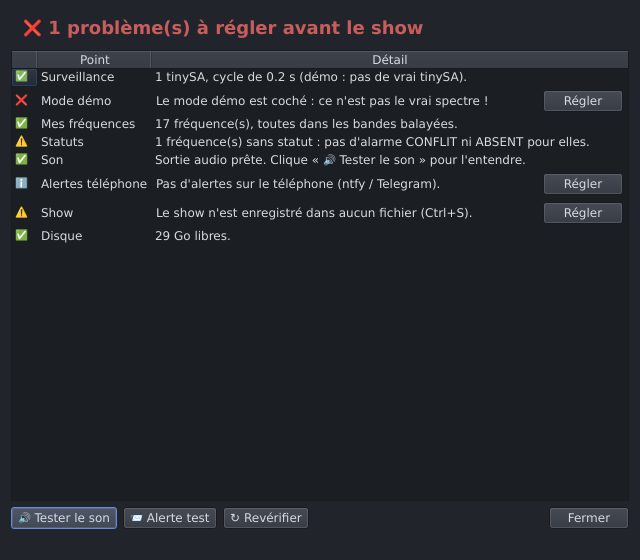 ❌ 1 problème(s) à régler avant le show
Point Détail
✅ Surveillance 1 tinySA, cycle de 0.2 s (démo : pas de vrai tinySA).
❌ Mode démo Le mode démo est coché : ce n'est pas le vrai spectre ! Régler
✅ Mes fréquences 17 fréquence(s), toutes dans les bandes balayées.
⚠️ Statuts 1 fréquence(s) sans statut : pas d'alarme CONFLIT ni ABSENT pour elles.
✅ Son Sortie audio prête. Clique « 🔊 Tester le son » pour l'entendre.
ℹ️ Alertes téléphone Pas d'alertes sur le téléphone (ntfy / Telegram). Régler
⚠️ Show Le show n'est enregistré dans aucun fichier (Ctrl+S). Régler
✅ Disque 29 Go libres.
🔊 Tester le son 📨 Alerte test ↻ Revérifier Fermer